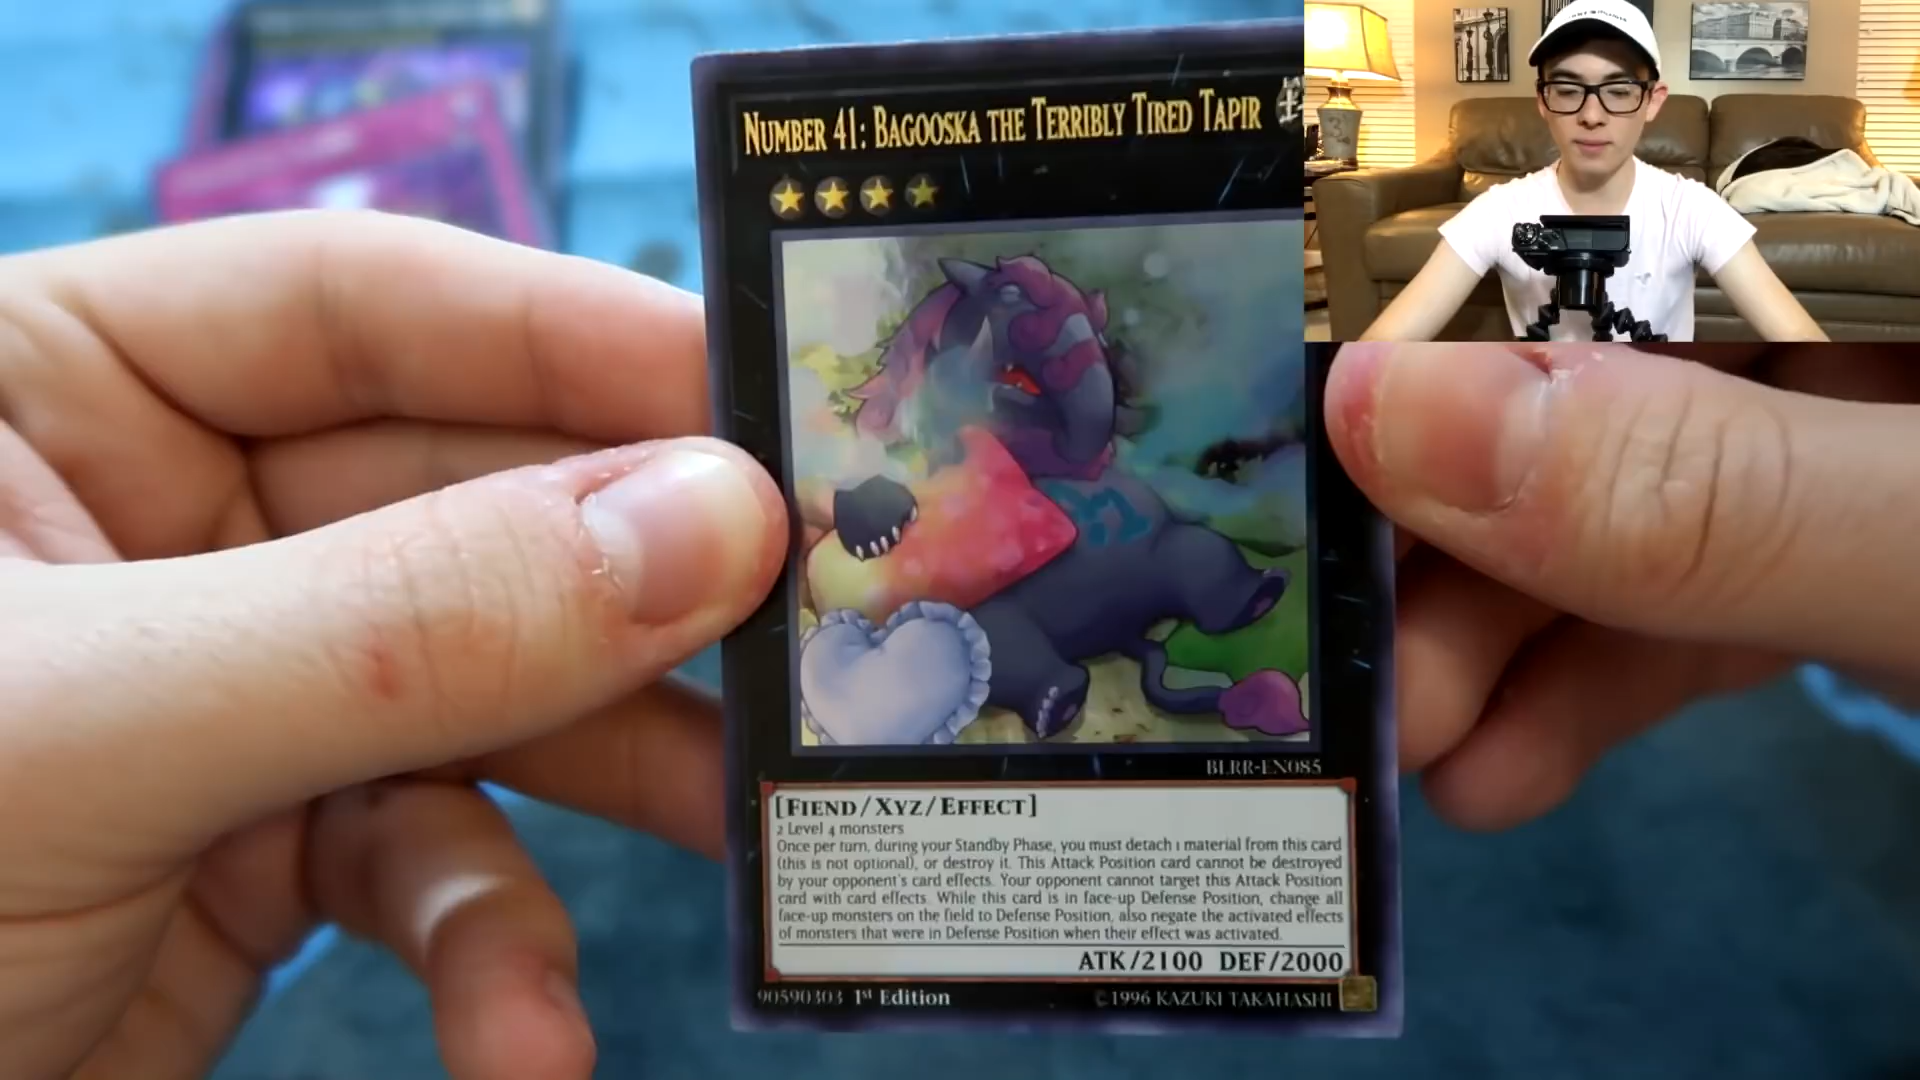 NUMBER 41: BAGOOSKA THE TERRIBLY TIRED TAPIR
BLRR-EN085
[FIEND/XYZ/EFFECT]
2 Level 4 monsters
Once per turn, during your Standby Phase, you must detach 1 material from this card
(this is not optional), or destroy it. This Attack Position card cannot be destroyed
by your opponent's card effects. Your opponent cannot target this Attack Position
card with card effects. While this card is in face-up Defense Position, change all
face-up monsters on the field to Defense Position, also negate the activated effects
of monsters that were in Defense Position when their effect was activated.
ATK/2100 DEF/2000
90590303 1st Edition
©1996 KAZUKI TAKAHASHI